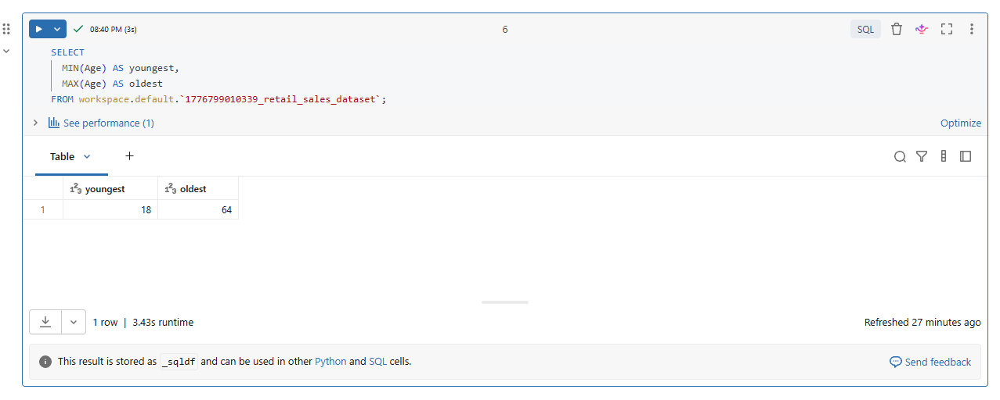 08:40 PM (3s)
6
SQL
SELECT
MIN(Age) AS youngest,
MAX(Age) AS oldest
FROM workspace.default.`1776799010339_retail_sales_dataset`;
See performance (1)
Optimize
Table
+
123 youngest
123 oldest
1 18 64
1 row | 3.43s runtime
Refreshed 27 minutes ago
This result is stored as _sqldf and can be used in other Python and SQL cells.
Send feedback